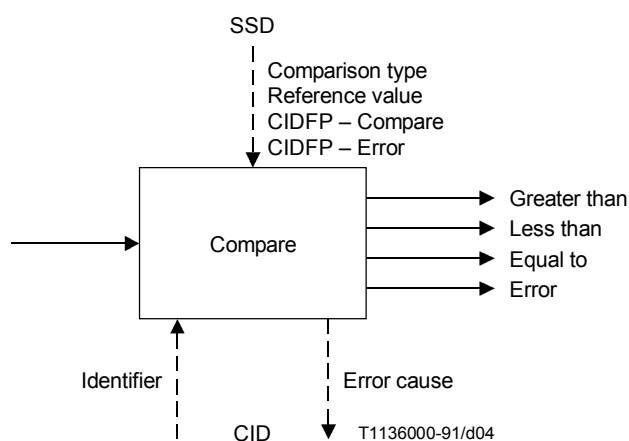 SSD
Comparison type
Reference value
CIDFP – Compare
CIDFP – Error
Compare
Greater than
Less than
Equal to
Error
Identifier
Error cause
CID
T1136000-91/d04